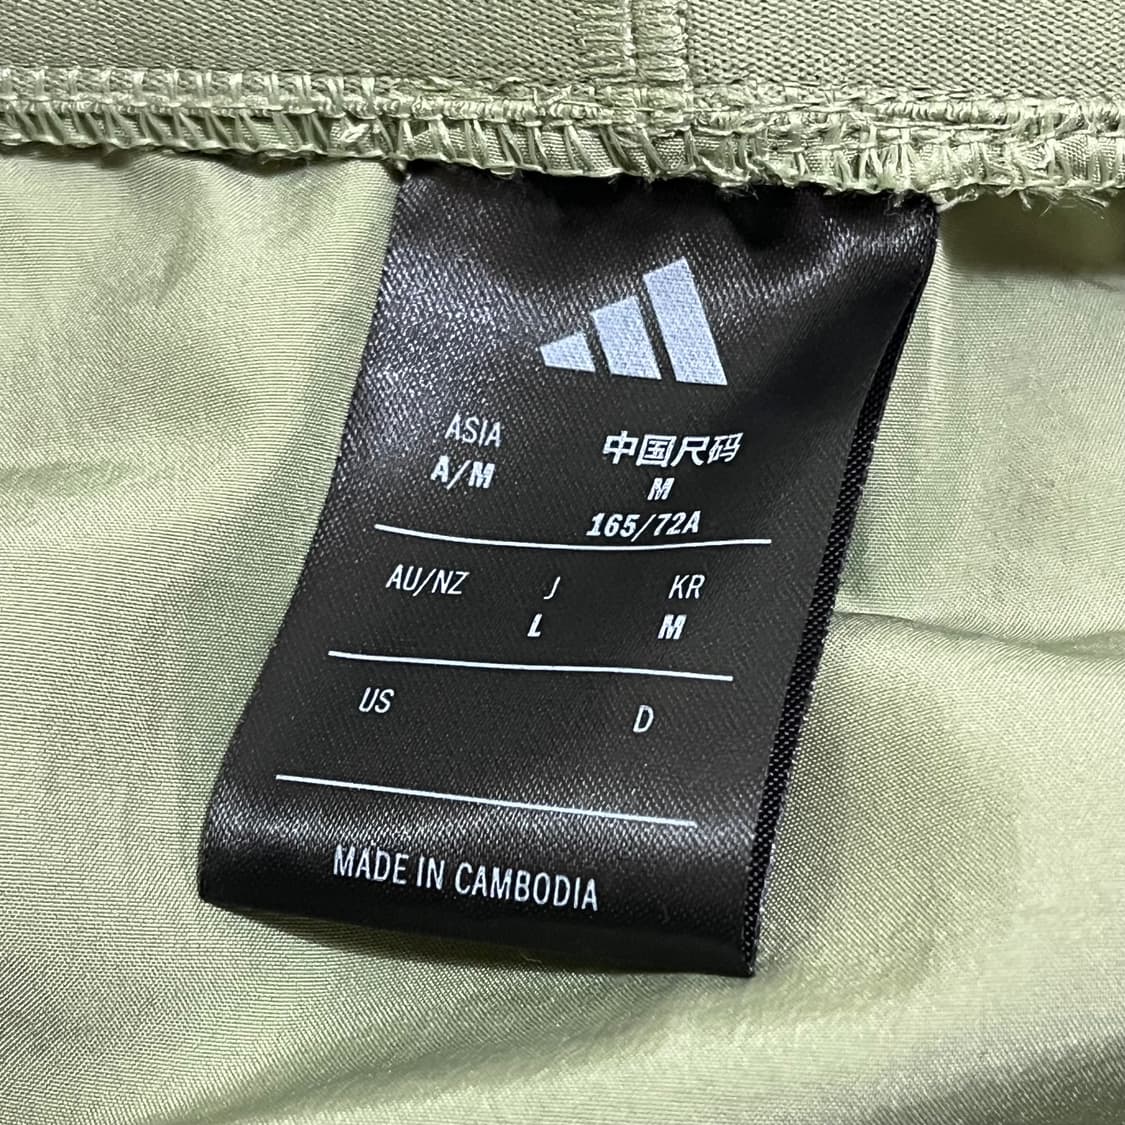 ASIA 中国尺码
A/M M
165/72A
AU/NZ J KR
L M
US D
MADE IN CAMBODIA